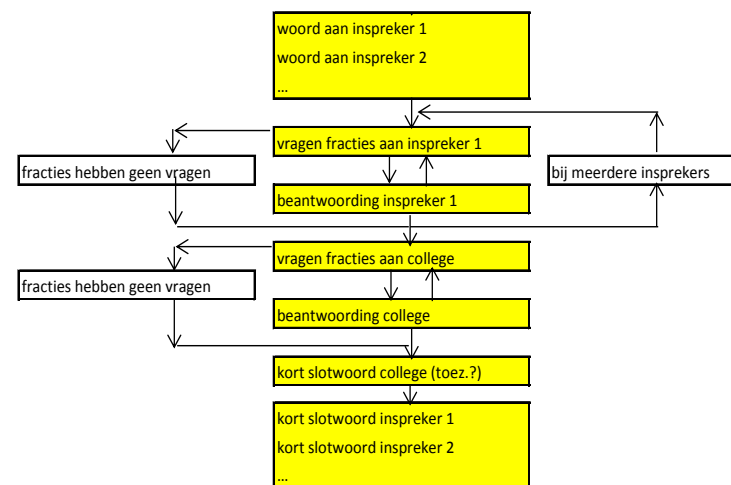 woord aan inspreker 1
woord aan inspreker 2
...
vragen fracties aan inspreker 1
fracties hebben geen vragen
bij meerdere insprekers
beantwoording inspreker 1
vragen fracties aan college
fracties hebben geen vragen
beantwoording college
kort slotwoord college (toez.?)
kort slotwoord inspreker 1
kort slotwoord inspreker 2
...